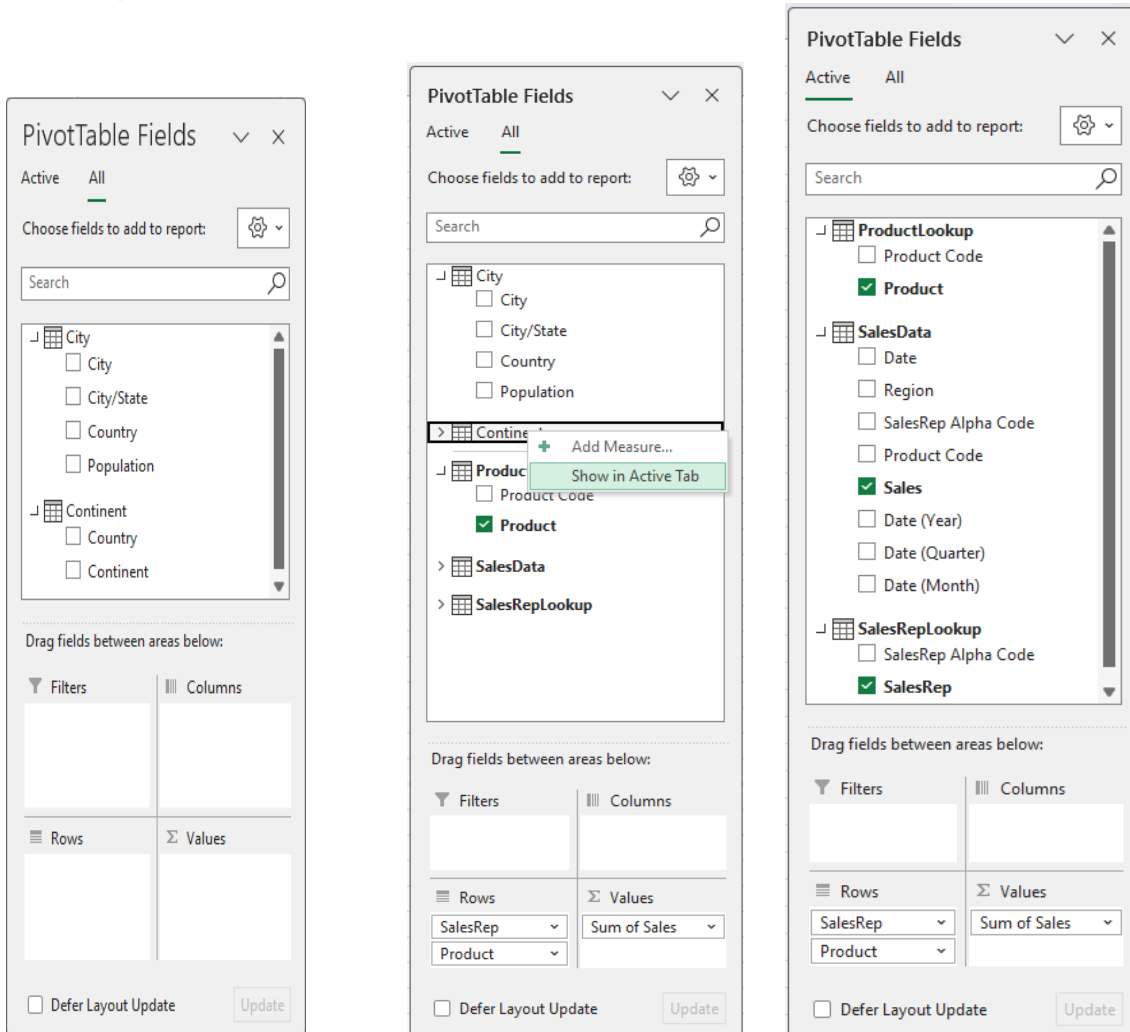 PivotTable Fields
Active All
Choose fields to add to report:
Search
City
City
City/State
Country
Population
Continent
Country
Continent
Drag fields between areas below:
Filters
Columns
Rows
Σ Values
Defer Layout Update
Update
PivotTable Fields
Active All
Choose fields to add to report:
Search
City
City
City/State
Country
Population
Add Measure...
Show in Active Tab
Product Code
Product
SalesData
SalesRepLookup
Drag fields between areas below:
Filters
Columns
Rows
Σ Values
SalesRep
Sum of Sales
Product
Defer Layout Update
Update
PivotTable Fields
Active All
Choose fields to add to report:
Search
ProductLookup
Product Code
Product
SalesData
Date
Region
SalesRep Alpha Code
Product Code
Sales
Date (Year)
Date (Quarter)
Date (Month)
SalesRepLookup
SalesRep Alpha Code
SalesRep
Drag fields between areas below:
Filters
Columns
Rows
Σ Values
SalesRep
Sum of Sales
Product
Defer Layout Update
Update